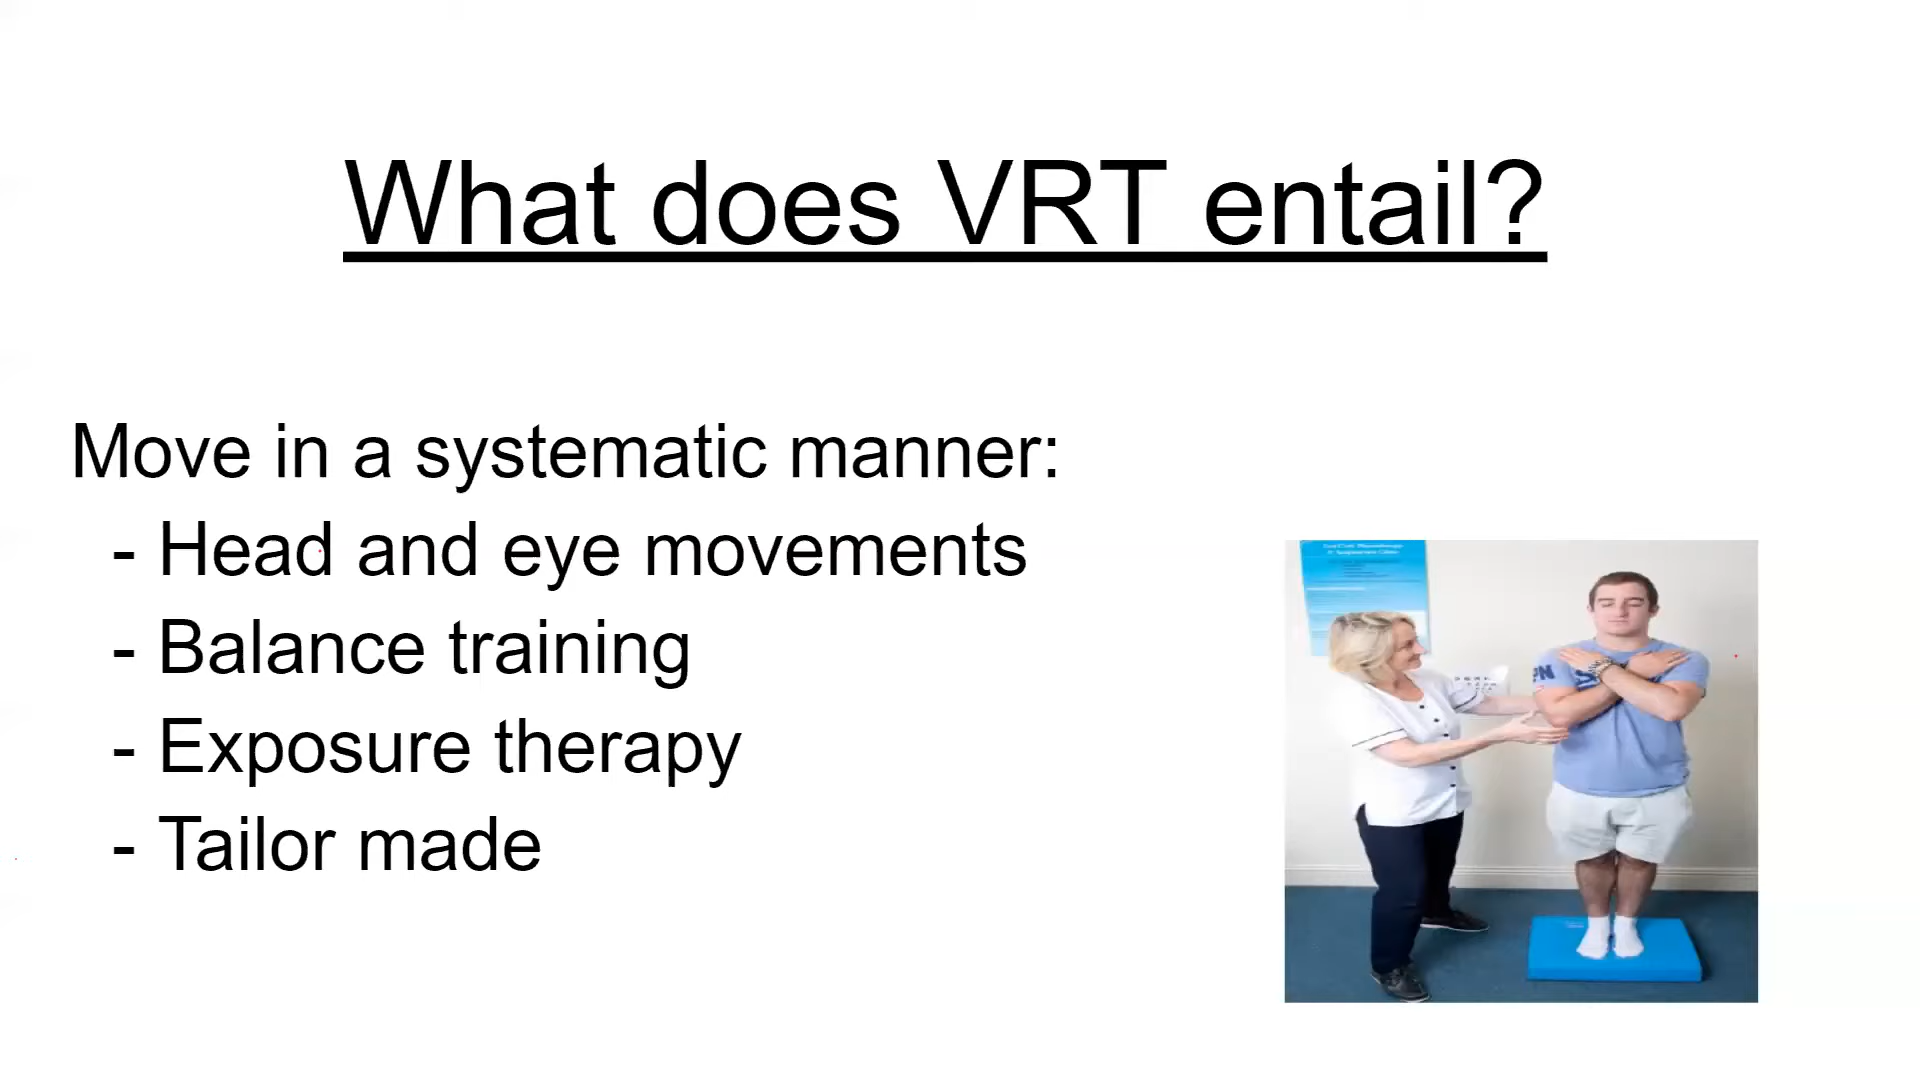 What does VRT entail?
Move in a systematic manner:
- Head and eye movements
- Balance training
- Exposure therapy
- Tailor made